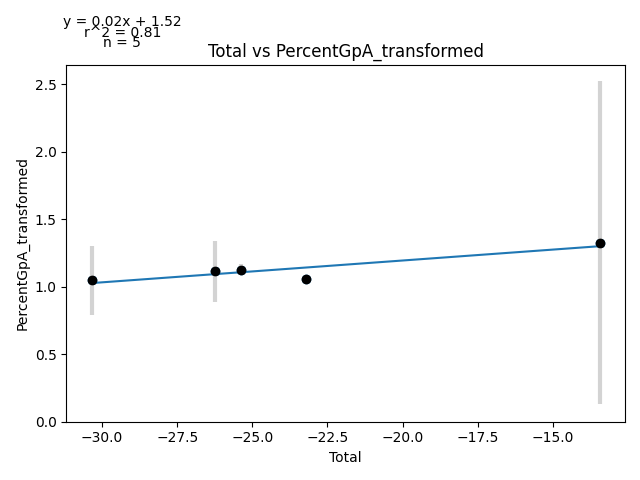 y = 0.02x + 1.52
r^2 = 0.81
n = 5
Total vs PercentGpA_transformed
PercentGpA_transformed
2.5
2.0
1.5
1.0
0.5
0.0
−30.0 −27.5 −25.0 −22.5 −20.0 −17.5 −15.0
Total